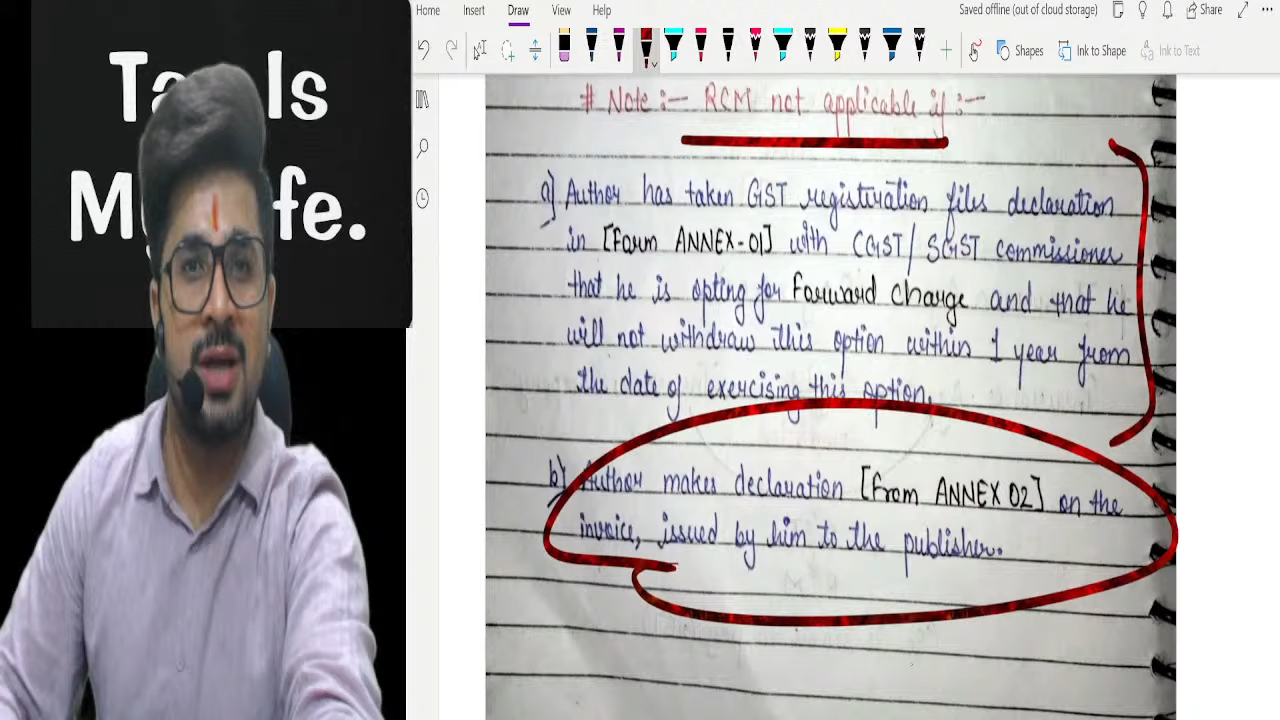 Home Insert Draw View Help
Saved offline (out of cloud storage)
Share
Shapes
Ink to Shape
Ink to Text
Is
fe.
# Note :- RCM not applicable if :-
a] Author has taken GST registeration files declaration
in [Form ANNEX-01] with CGST/ SGST commissioner
that he is opting for forward charge and that he
will not withdraw this option within 1 year from
the date of exercising this option.
b) Author makes declaration [from ANNEX 02] on the
invoice, issued by him to the publisher.